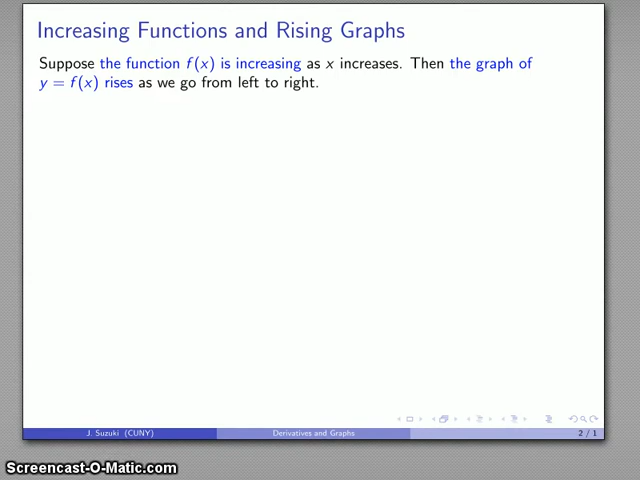 Increasing Functions and Rising Graphs
Suppose the function f(x) is increasing as x increases. Then the graph of
y = f(x) rises as we go from left to right.
J. Suzuki (CUNY)
Derivatives and Graphs
2 / 1
Screencast-O-Matic.com